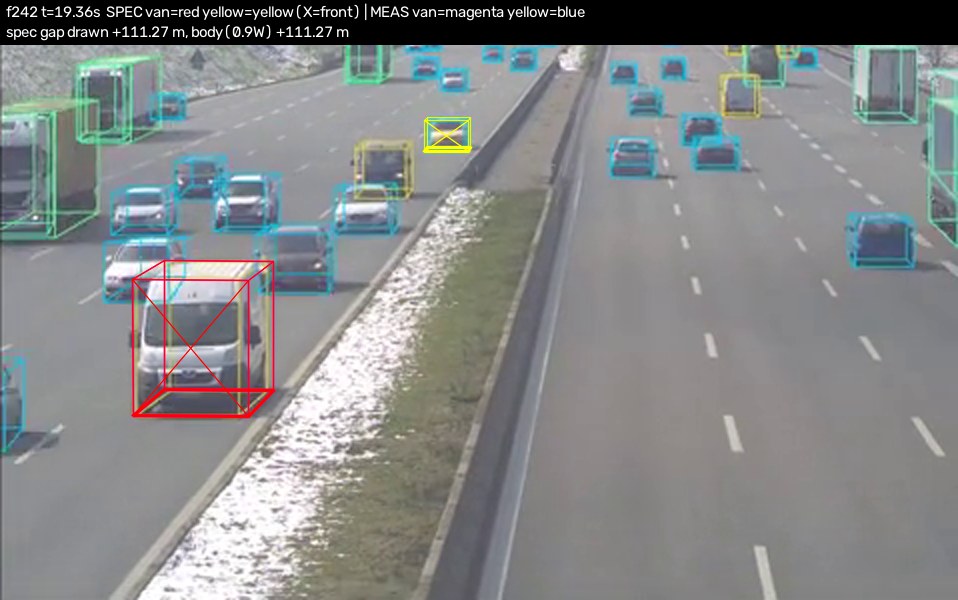 f242 t=19.36s SPEC van=red yellow=yellow (X=front) | MEAS van=magenta yellow=blue
spec gap drawn +111.27 m, body (0.9W) +111.27 m